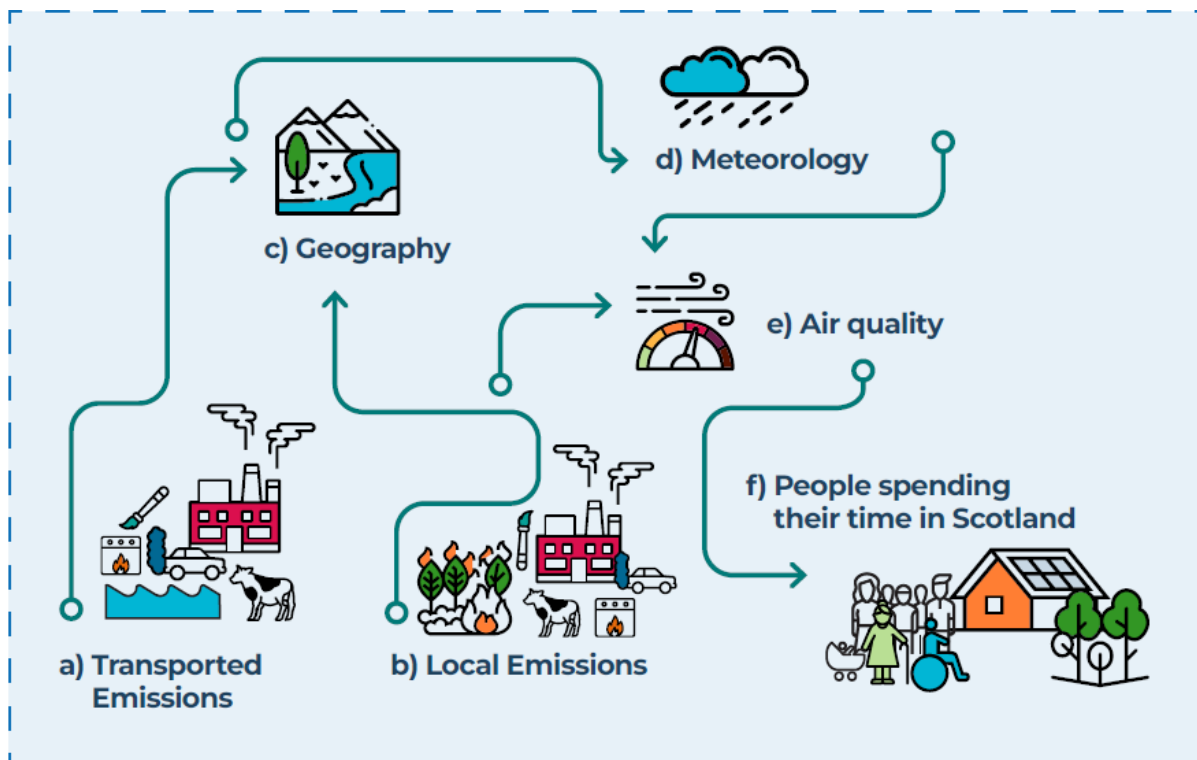 d) Meteorology
c) Geography
e) Air quality
f) People spending
their time in Scotland
a) Transported
Emissions
b) Local Emissions